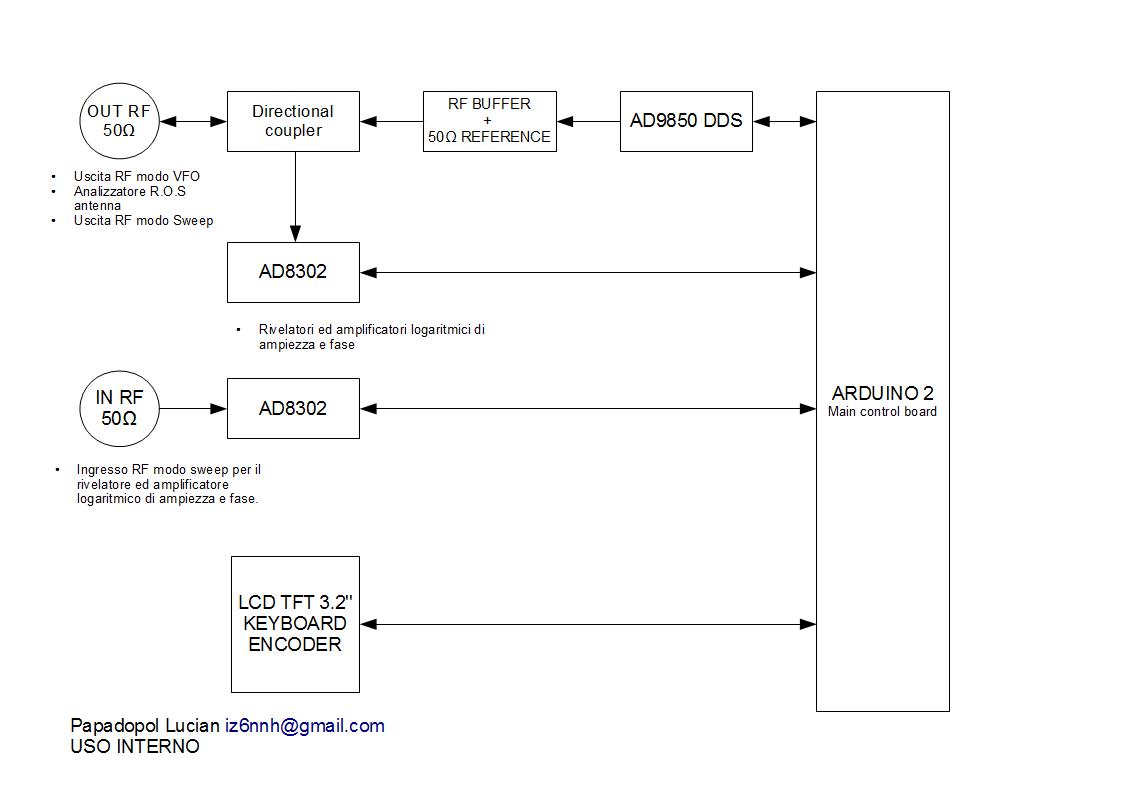 OUT RF
50Ω
Directional
coupler
RF BUFFER
+
50Ω REFERENCE
AD9850 DDS
• Uscita RF modo VFO
• Analizzatore R.O.S
antenna
• Uscita RF modo Sweep
AD8302
• Rivelatori ed amplificatori logaritmici di
ampiezza e fase
IN RF
50Ω
AD8302
ARDUINO 2
Main control board
• Ingresso RF modo sweep per il
rivelatore ed amplificatore
logaritmico di ampiezza e fase.
LCD TFT 3.2"
KEYBOARD
ENCODER
Papadopol Lucian iz6nnh@gmail.com
USO INTERNO